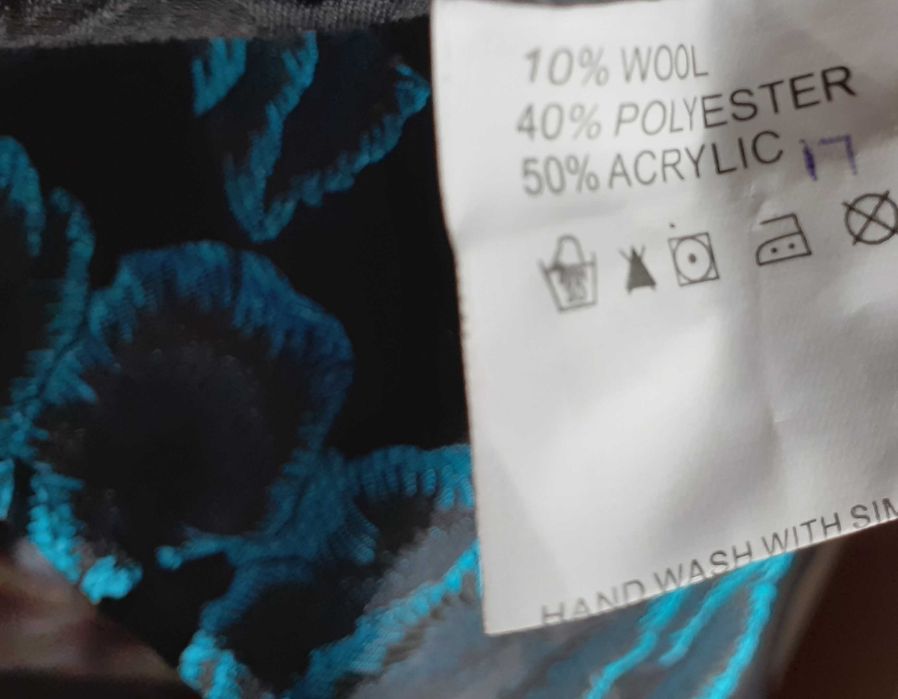 10% WOOL
40% POLYESTER
50% ACRYLIC 17
HAND WASH WITH SIM